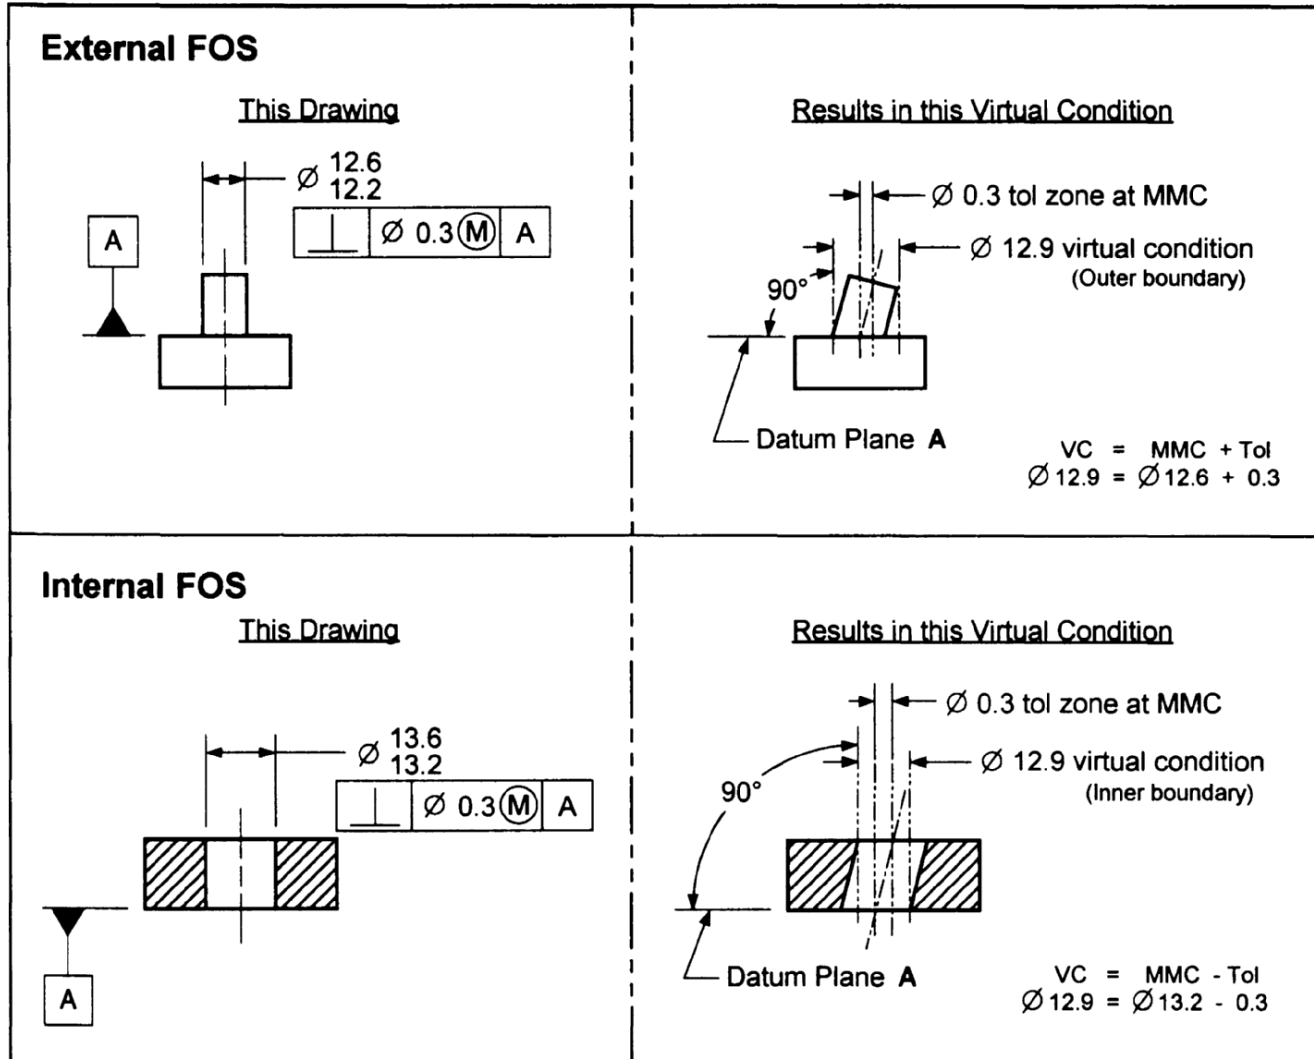 External FOS
This Drawing
Ø 12.6
12.2
⊥ Ø 0.3 Ⓜ A
A
Results in this Virtual Condition
Ø 0.3 tol zone at MMC
Ø 12.9 virtual condition
(Outer boundary)
90°
Datum Plane A
VC = MMC + Tol
Ø 12.9 = Ø 12.6 + 0.3
Internal FOS
This Drawing
Ø 13.6
13.2
⊥ Ø 0.3 Ⓜ A
A
Results in this Virtual Condition
Ø 0.3 tol zone at MMC
Ø 12.9 virtual condition
(Inner boundary)
90°
Datum Plane A
VC = MMC - Tol
Ø 12.9 = Ø 13.2 - 0.3